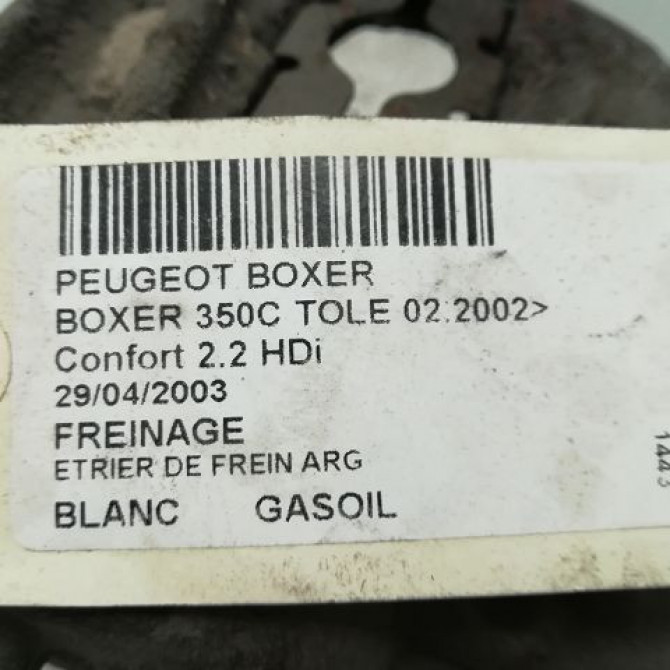 PEUGEOT BOXER
BOXER 350C TOLE 02.2002>
Confort 2.2 HDi
29/04/2003
FREINAGE
ETRIER DE FREIN ARG
BLANC GASOIL